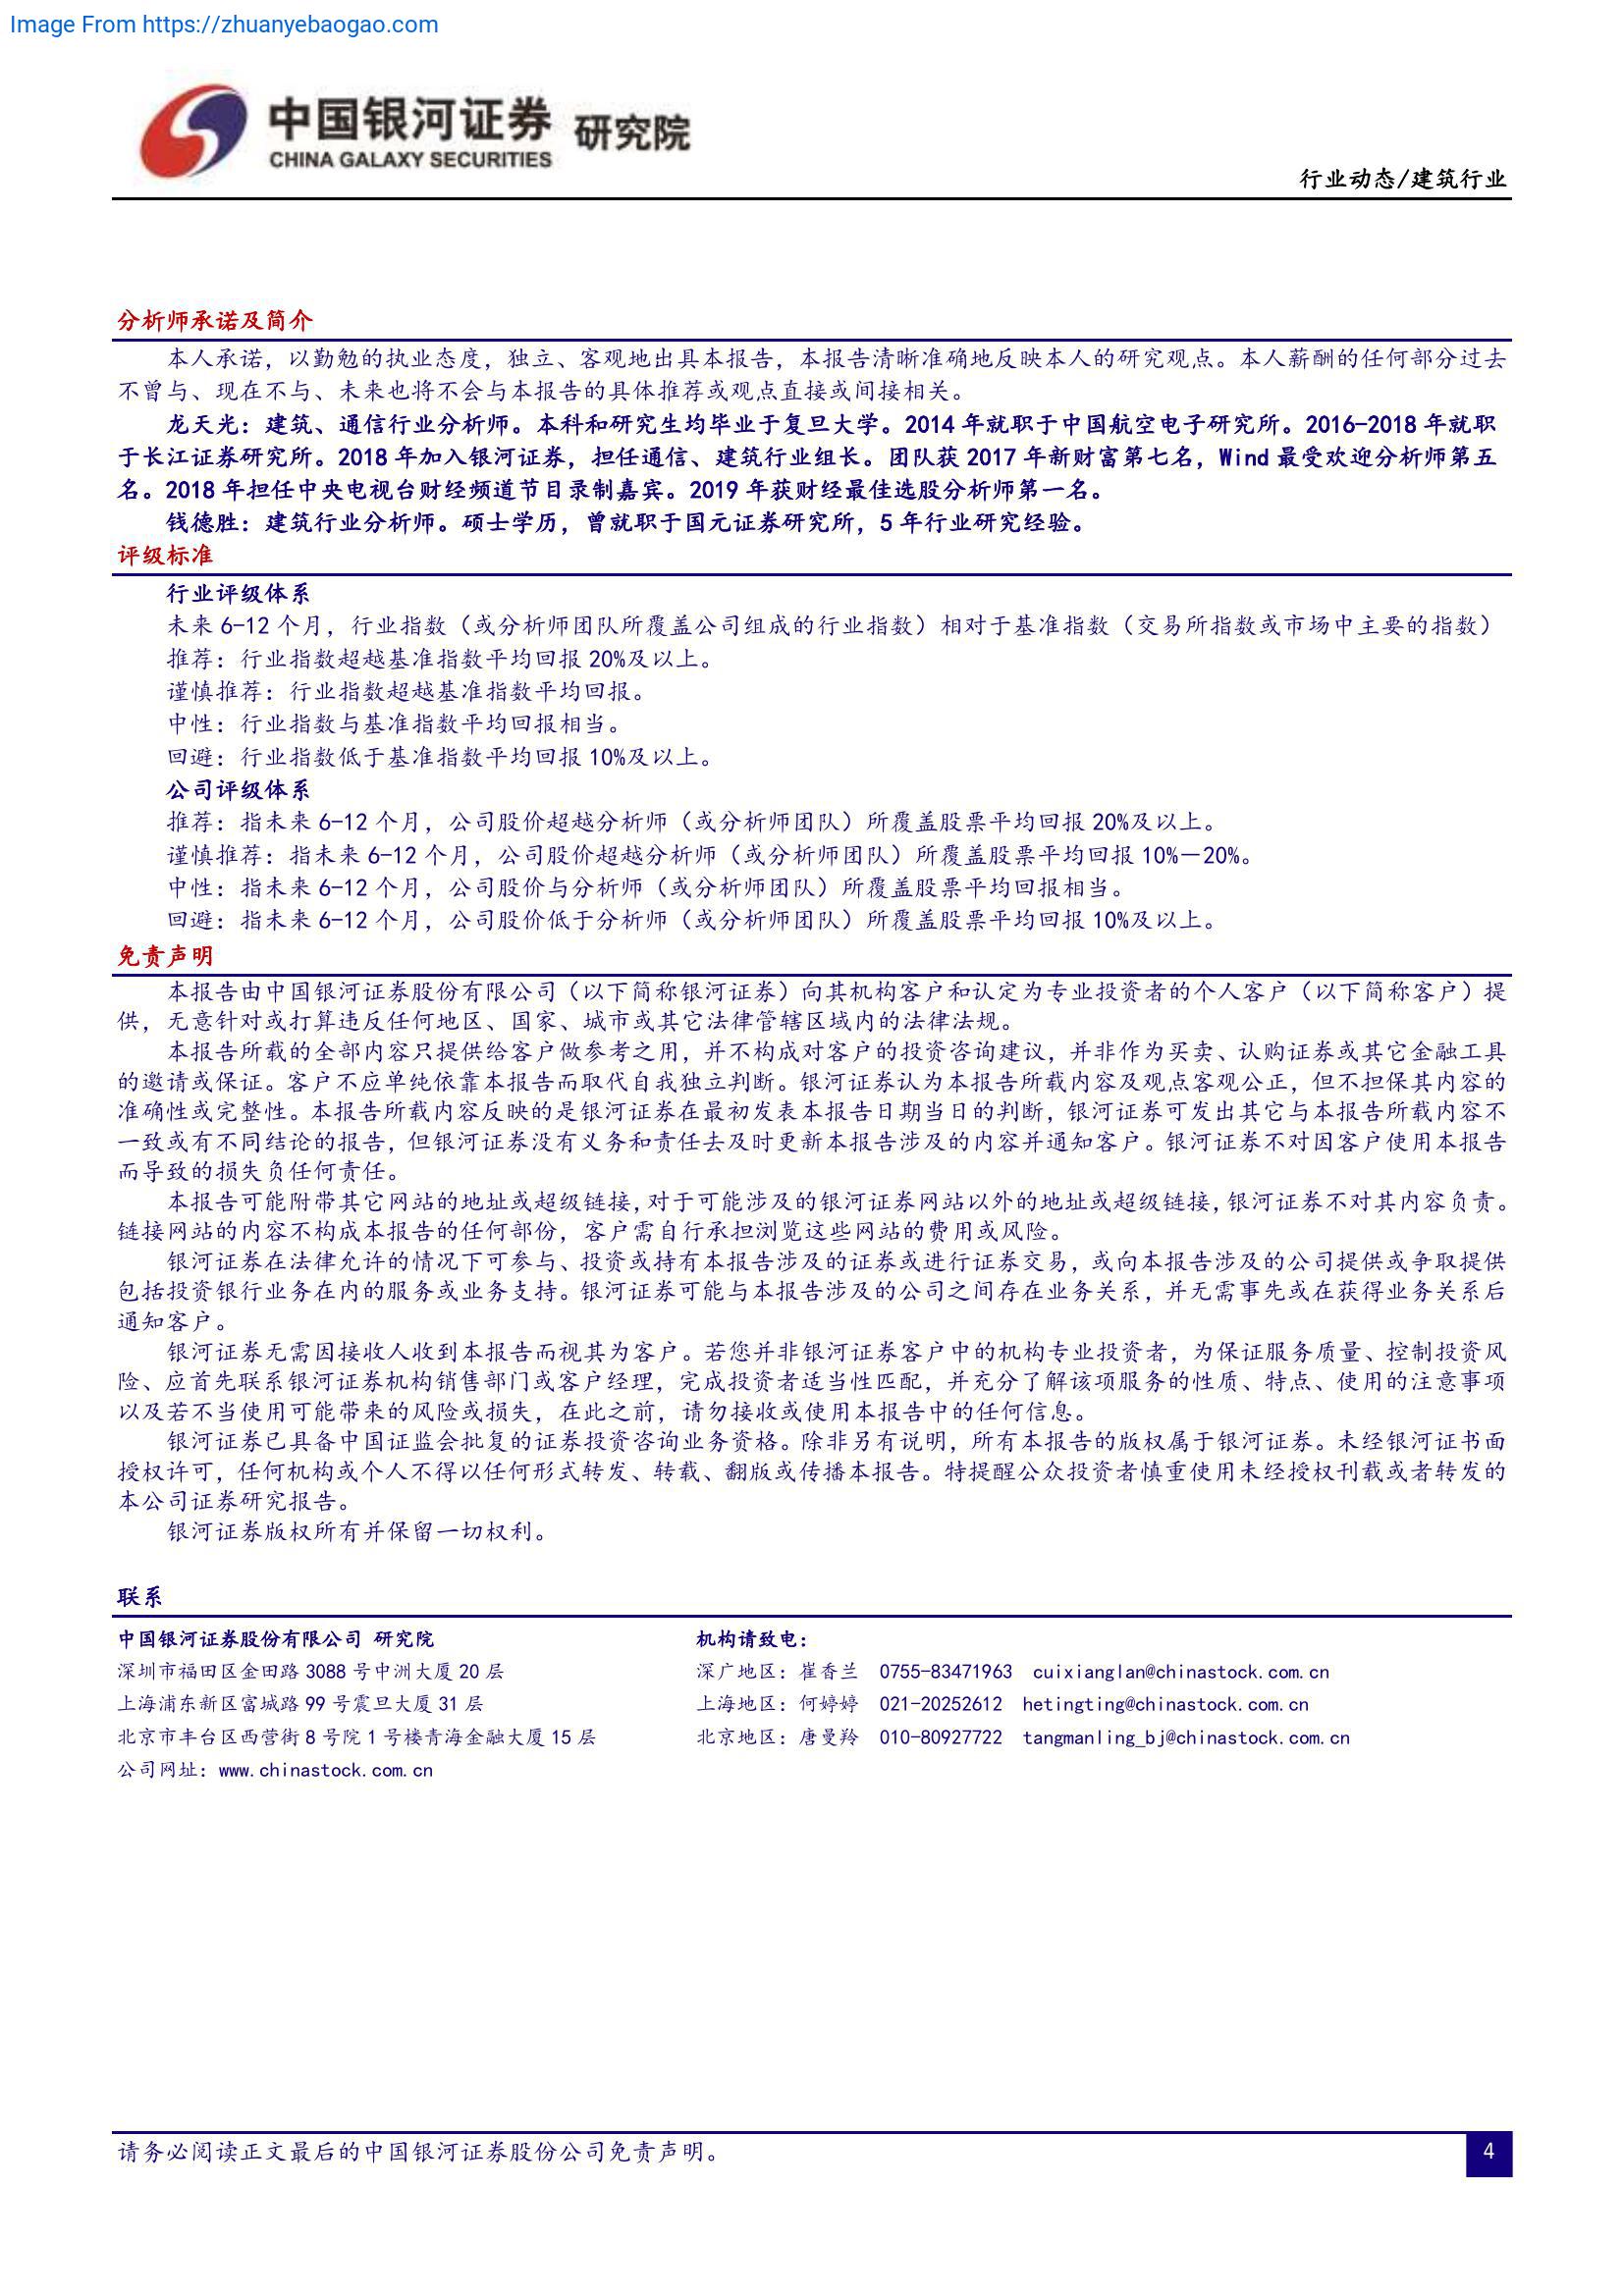 Image From https://zhuanyebaogao.com
中国银河证券 研究院
CHINA GALAXY SECURITIES
行业动态/建筑行业
分析师承诺及简介
本人承诺，以勤勉的执业态度，独立、客观地出具本报告，本报告清晰准确地反映本人的研究观点。本人薪酬的任何部分过去
不曾与、现在不与、未来也将不会与本报告的具体推荐或观点直接或间接相关。
龙天光：建筑、通信行业分析师。本科和研究生均毕业于复旦大学。2014 年就职于中国航空电子研究所。2016-2018 年就职
于长江证券研究所。2018 年加入银河证券，担任通信、建筑行业组长。团队获 2017 年新财富第七名，Wind 最受欢迎分析师第五
名。2018 年担任中央电视台财经频道节目录制嘉宾。2019 年获财经最佳选股分析师第一名。
钱德胜：建筑行业分析师。硕士学历，曾就职于国元证券研究所，5 年行业研究经验。
评级标准
行业评级体系
未来 6-12 个月，行业指数（或分析师团队所覆盖公司组成的行业指数）相对于基准指数（交易所指数或市场中主要的指数）
推荐：行业指数超越基准指数平均回报 20%及以上。
谨慎推荐：行业指数超越基准指数平均回报。
中性：行业指数与基准指数平均回报相当。
回避：行业指数低于基准指数平均回报 10%及以上。
公司评级体系
推荐：指未来 6-12 个月，公司股价超越分析师（或分析师团队）所覆盖股票平均回报 20%及以上。
谨慎推荐：指未来 6-12 个月，公司股价超越分析师（或分析师团队）所覆盖股票平均回报 10%－20%。
中性：指未来 6-12 个月，公司股价与分析师（或分析师团队）所覆盖股票平均回报相当。
回避：指未来 6-12 个月，公司股价低于分析师（或分析师团队）所覆盖股票平均回报 10%及以上。
免责声明
本报告由中国银河证券股份有限公司（以下简称银河证券）向其机构客户和认定为专业投资者的个人客户（以下简称客户）提
供，无意针对或打算违反任何地区、国家、城市或其它法律管辖区域内的法律法规。
本报告所载的全部内容只提供给客户做参考之用，并不构成对客户的投资咨询建议，并非作为买卖、认购证券或其它金融工具
的邀请或保证。客户不应单纯依靠本报告而取代自我独立判断。银河证券认为本报告所载内容及观点客观公正，但不担保其内容的
准确性或完整性。本报告所载内容反映的是银河证券在最初发表本报告日期当日的判断，银河证券可发出其它与本报告所载内容不
一致或有不同结论的报告，但银河证券没有义务和责任去及时更新本报告涉及的内容并通知客户。银河证券不对因客户使用本报告
而导致的损失负任何责任。
本报告可能附带其它网站的地址或超级链接，对于可能涉及的银河证券网站以外的地址或超级链接，银河证券不对其内容负责。
链接网站的内容不构成本报告的任何部份，客户需自行承担浏览这些网站的费用或风险。
银河证券在法律允许的情况下可参与、投资或持有本报告涉及的证券或进行证券交易，或向本报告涉及的公司提供或争取提供
包括投资银行业务在内的服务或业务支持。银河证券可能与本报告涉及的公司之间存在业务关系，并无需事先或在获得业务关系后
通知客户。
银河证券无需因接收人收到本报告而视其为客户。若您并非银河证券客户中的机构专业投资者，为保证服务质量、控制投资风
险、应首先联系银河证券机构销售部门或客户经理，完成投资者适当性匹配，并充分了解该项服务的性质、特点、使用的注意事项
以及若不当使用可能带来的风险或损失，在此之前，请勿接收或使用本报告中的任何信息。
银河证券已具备中国证监会批复的证券投资咨询业务资格。除非另有说明，所有本报告的版权属于银河证券。未经银河证书面
授权许可，任何机构或个人不得以任何形式转发、转载、翻版或传播本报告。特提醒公众投资者慎重使用未经授权刊载或者转发的
本公司证券研究报告。
银河证券版权所有并保留一切权利。
联系
中国银河证券股份有限公司 研究院 机构请致电：
深圳市福田区金田路 3088 号中洲大厦 20 层 深广地区：崔香兰 0755-83471963 cuixianglan@chinastock.com.cn
上海浦东新区富城路 99 号震旦大厦 31 层 上海地区：何婷婷 021-20252612 hetingting@chinastock.com.cn
北京市丰台区西营街 8 号院 1 号楼青海金融大厦 15 层 北京地区：唐曼羚 010-80927722 tangmanling_bj@chinastock.com.cn
公司网址：www.chinastock.com.cn
请务必阅读正文最后的中国银河证券股份公司免责声明。 4